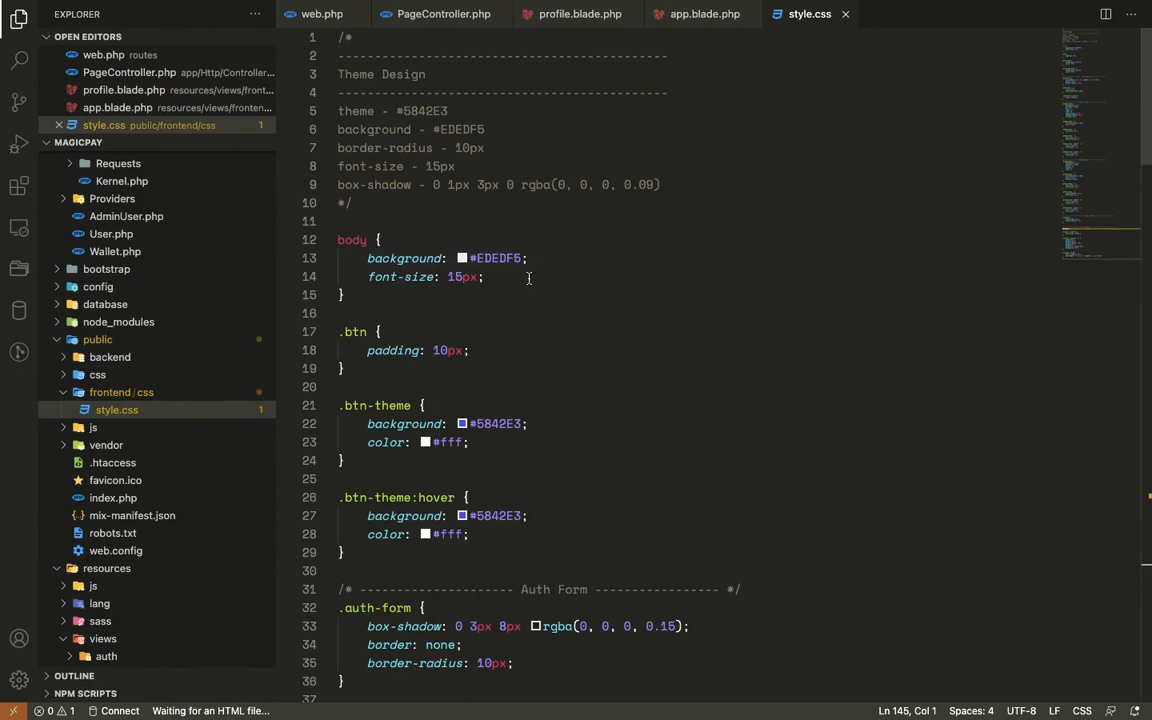 EXPLORER
OPEN EDITORS
web.php routes
PageController.php app/Http/Controller...
profile.blade.php resources/views/front...
app.blade.php resources/views/fronten...
style.css public/frontend/css 1
MAGICPAY
Requests
Kernel.php
Providers
AdminUser.php
User.php
Wallet.php
bootstrap
config
database
node_modules
public
backend
css
frontend/css
style.css 1
js
vendor
.htaccess
favicon.ico
index.php
mix-manifest.json
robots.txt
web.config
resources
js
lang
sass
views
auth
OUTLINE
NPM SCRIPTS
web.php PageController.php profile.blade.php app.blade.php style.css
1 /*
2 -------------------------------------------
3 Theme Design
4 -------------------------------------------
5 theme - #5842E3
6 background - #EDEDF5
7 border-radius - 10px
8 font-size - 15px
9 box-shadow - 0 1px 3px 0 rgba(0, 0, 0, 0.09)
10 */
11
12 body {
13 background: #EDEDF5;
14 font-size: 15px;
15 }
16
17 .btn {
18 padding: 10px;
19 }
20
21 .btn-theme {
22 background: #5842E3;
23 color: #fff;
24 }
25
26 .btn-theme:hover {
27 background: #5842E3;
28 color: #fff;
29 }
30
31 /* --------------------- Auth Form ----------------- */
32 .auth-form {
33 box-shadow: 0 3px 8px rgba(0, 0, 0, 0.15);
34 border: none;
35 border-radius: 10px;
36 }
37
0 1 Connect Waiting for an HTML file... Ln 145, Col 1 Spaces: 4 UTF-8 LF CSS